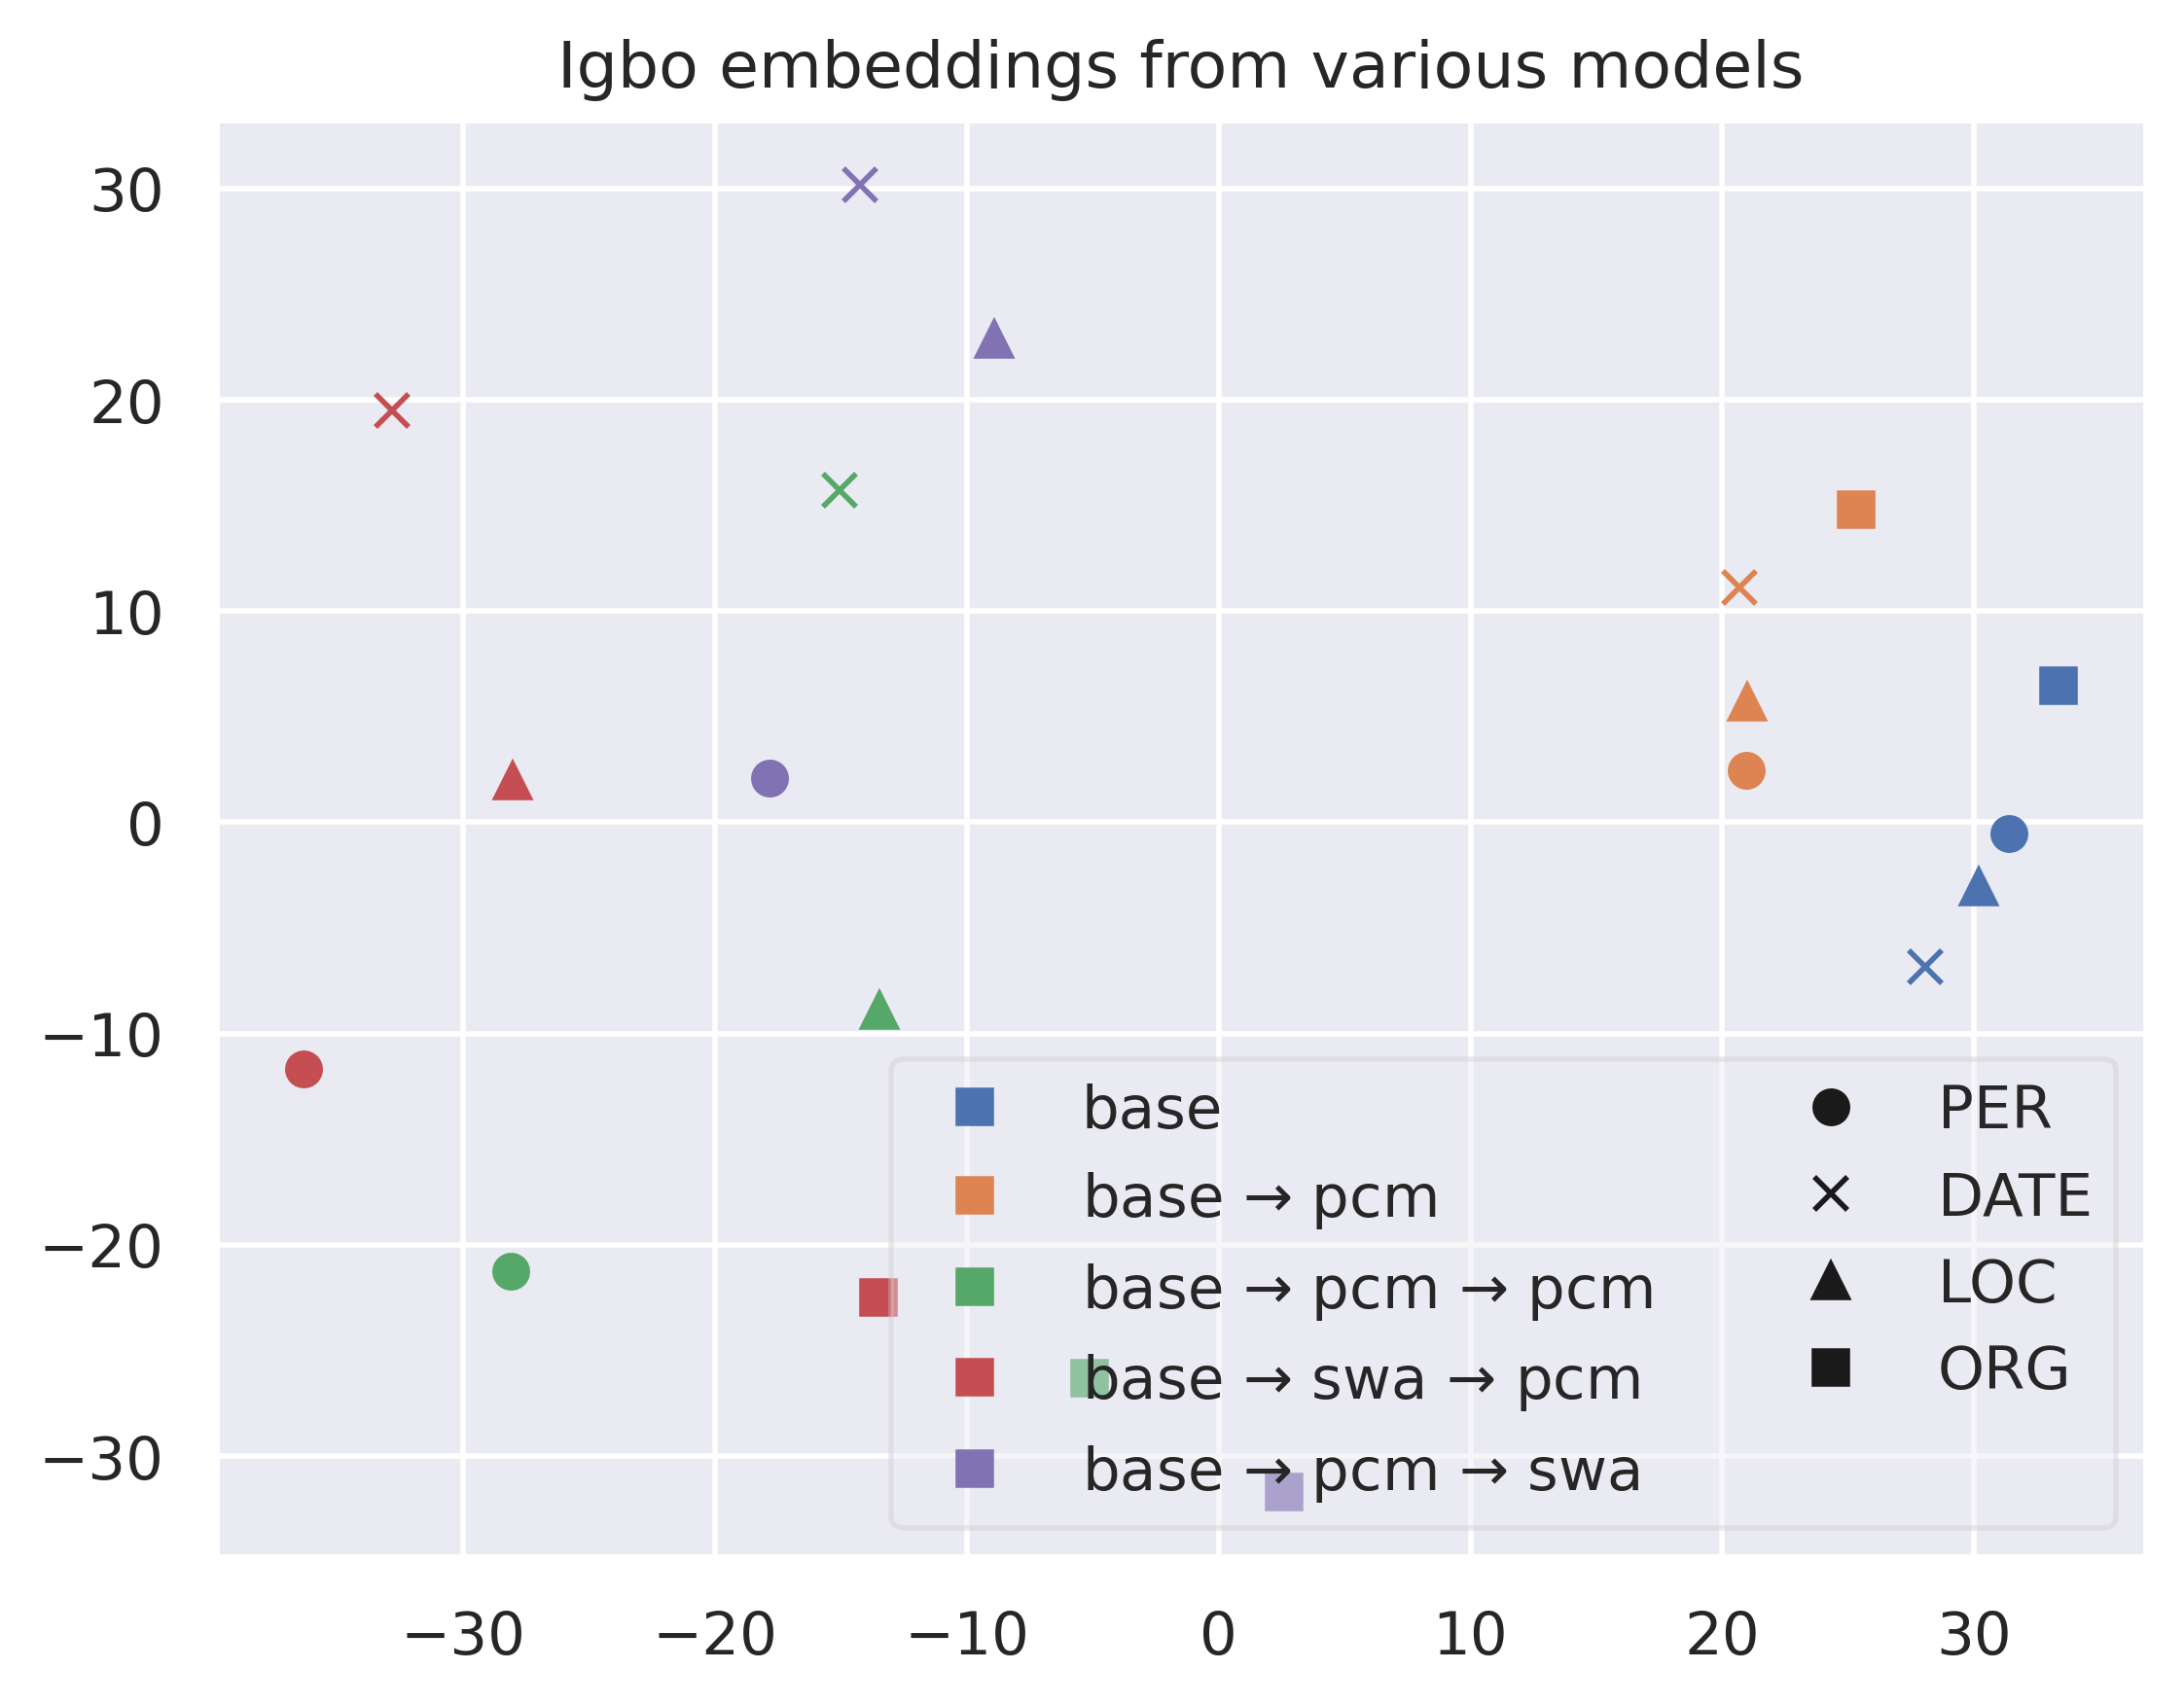 Igbo embeddings from various models
30
20
10
0
−10
−20
−30
base
base → pcm
base → pcm → pcm
base → swa → pcm
base → pcm → swa
PER
DATE
LOC
ORG
−30 −20 −10 0 10 20 30